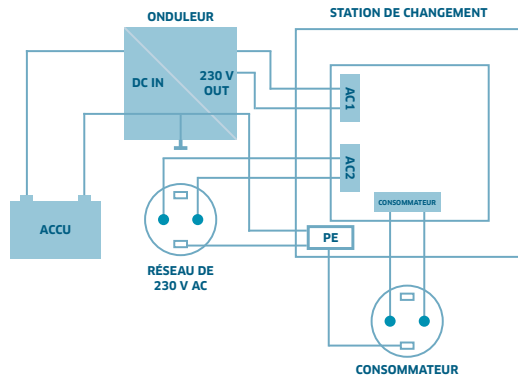 ONDULEUR
STATION DE CHANGEMENT
DC IN
230 V
OUT
AC1
AC2
CONSOMMATEUR
ACCU
PE
RÉSEAU DE
230 V AC
CONSOMMATEUR